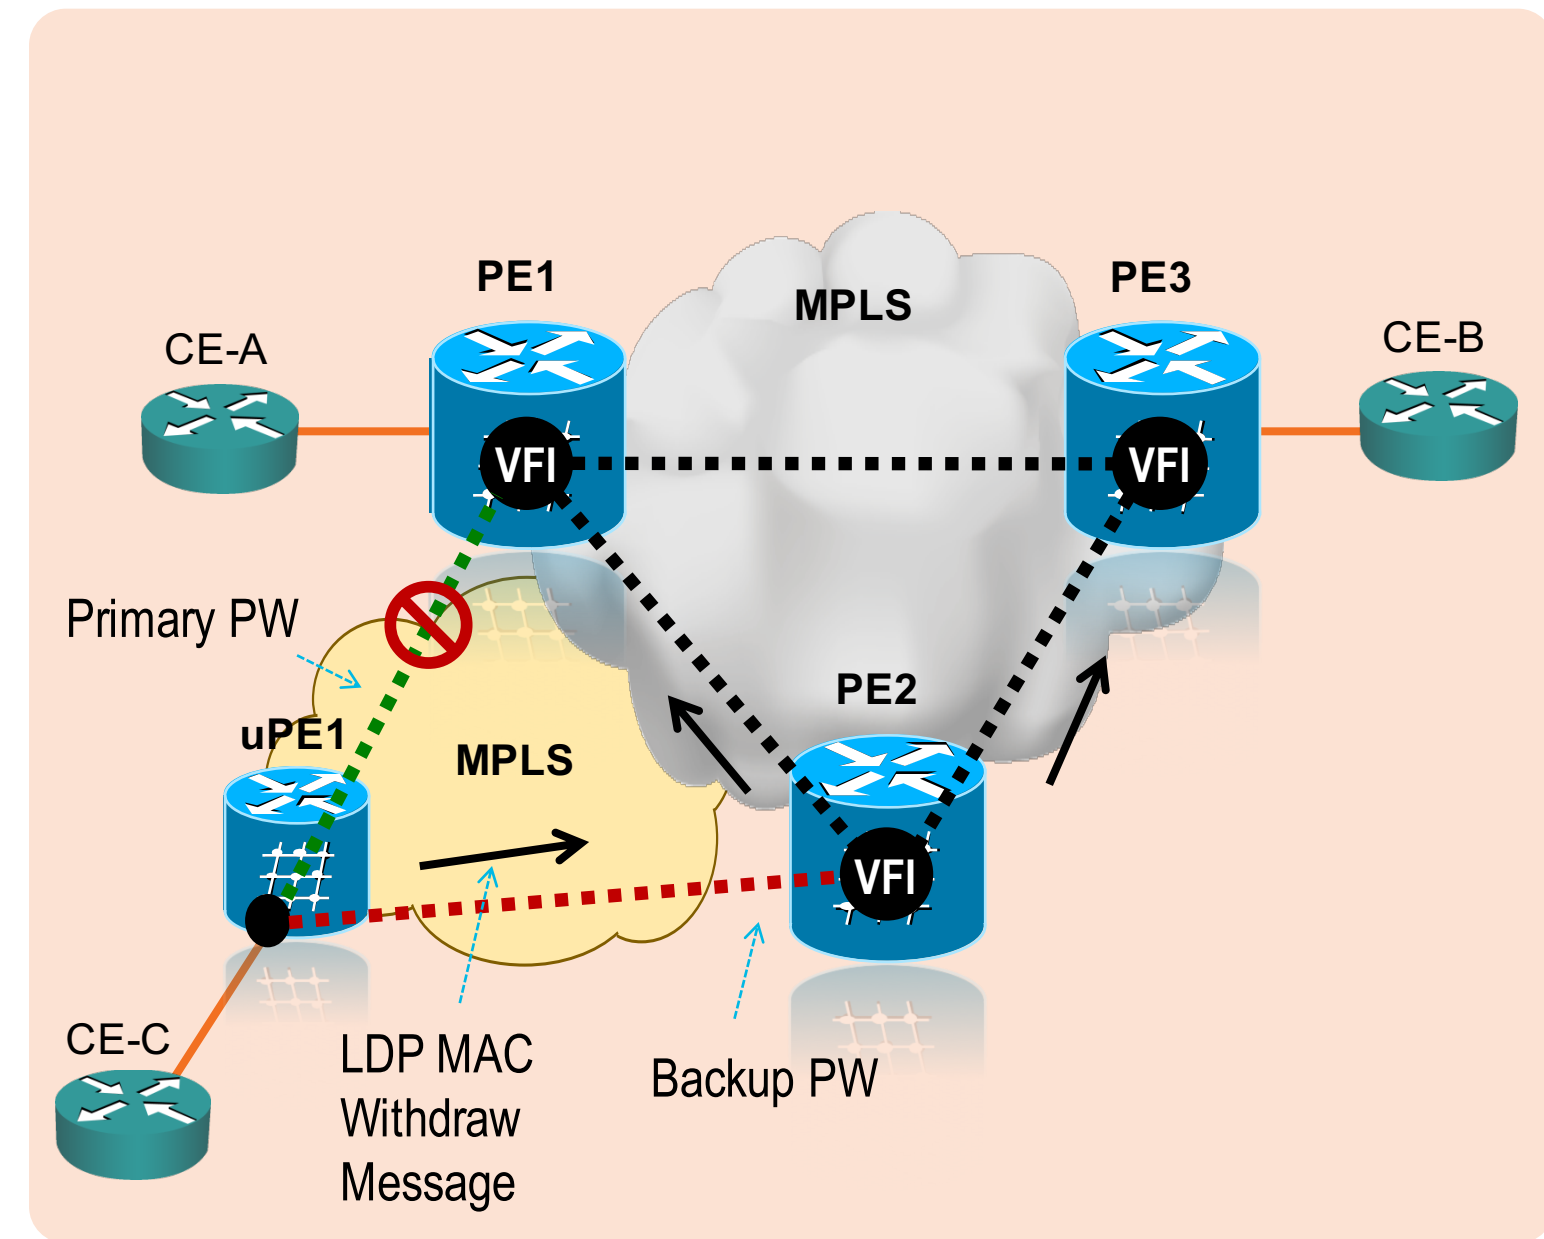 PE1
PE3
MPLS
CE-A
CE-B
VFI
VFI
Primary PW
PE2
uPE1
MPLS
VFI
CE-C
LDP MAC
Withdraw
Message
Backup PW